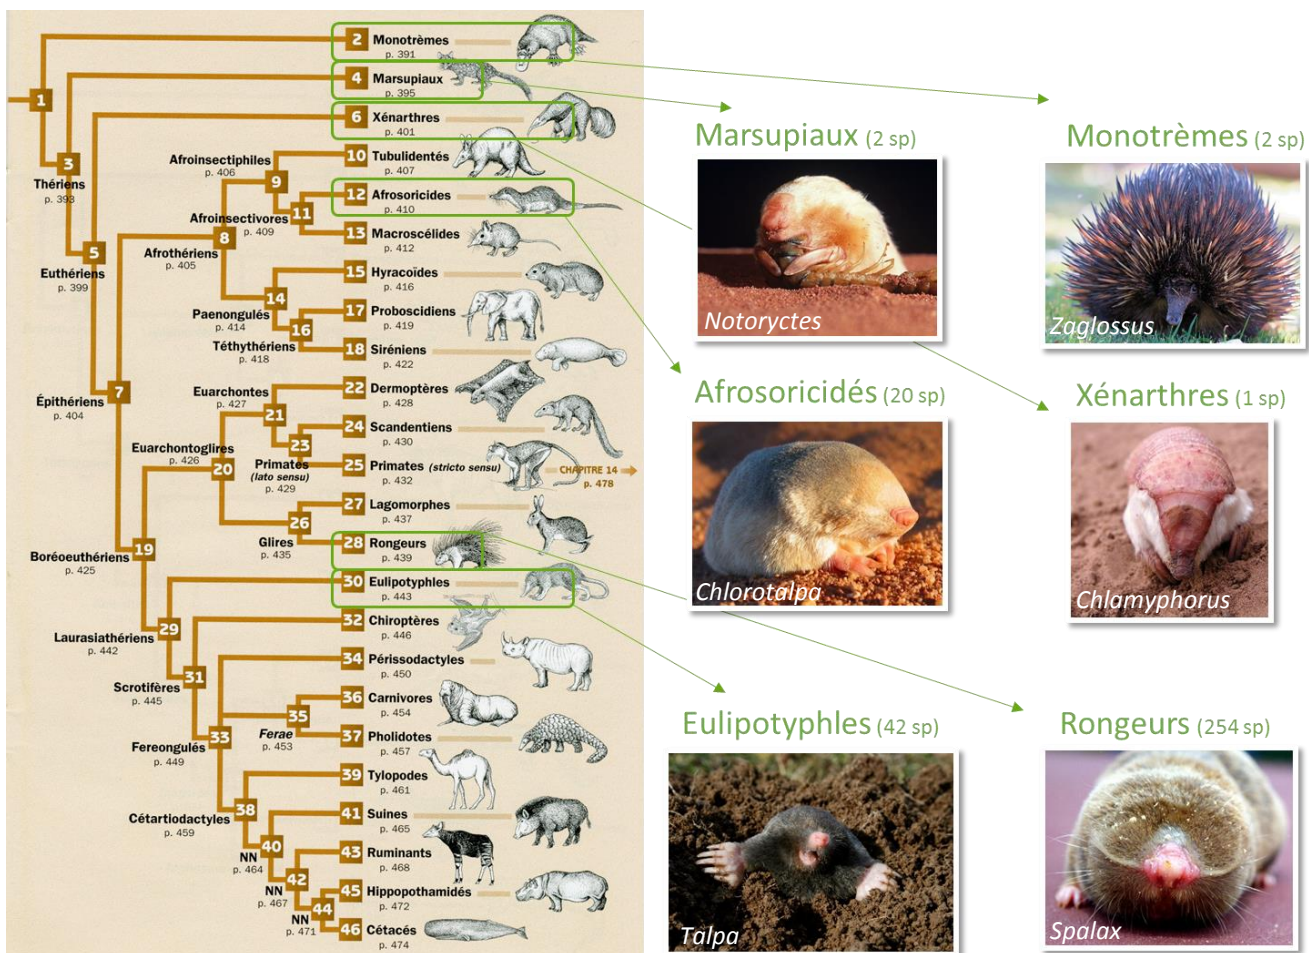 2 Monotrèmes
p. 391
4 Marsupiaux
p. 395
1
6 Xénarthres
p. 401
Afroinsectiphiles
p. 406
10 Tubulidentés
p. 407
3
Thériens
p. 393
9
12 Afrosoricides
p. 410
Afroinsectivores
p. 409
11
13 Macroscélides
p. 412
8
Afrothériens
p. 405
5
Euthériens
p. 399
15 Hyracoïdes
p. 416
14
Paenongulés
p. 414
17 Proboscidiens
p. 419
16
Téthythériens
p. 418
18 Siréniens
p. 422
7
Épithériens
p. 404
Euarchontes
p. 427
22 Dermoptères
p. 428
21
24 Scandentiens
p. 430
23
Euarchontoglires
p. 426
20
Primates
(lato sensu)
p. 429
25 Primates (stricto sensu)
p. 432
CHAPITRE 14
p. 478
27 Lagomorphes
p. 437
26
Glires
p. 435
28 Rongeurs
p. 439
19
Boréoeuthériens
p. 425
30 Eulipotyphles
p. 443
29
Laurasiathériens
p. 442
32 Chiroptères
p. 446
31
Scrotifères
p. 445
34 Périssodactyles
p. 450
36 Carnivores
p. 454
35
Ferae
p. 453
33
Fereongulés
p. 449
37 Pholidotes
p. 457
39 Tylopodes
p. 461
38
Cétartiodactyles
p. 459
41 Suines
p. 465
40
NN
p. 464
43 Ruminants
p. 468
42
NN
p. 467
45 Hippopothamidés
p. 472
44
NN
p. 471
46 Cétacés
p. 474
Marsupiaux (2 sp)
Notoryctes
Monotrèmes (2 sp)
Zaglossus
Afrosoricidés (20 sp)
Chlorotalpa
Xénarthres (1 sp)
Chlamyphorus
Eulipotyphles (42 sp)
Talpa
Rongeurs (254 sp)
Spalax